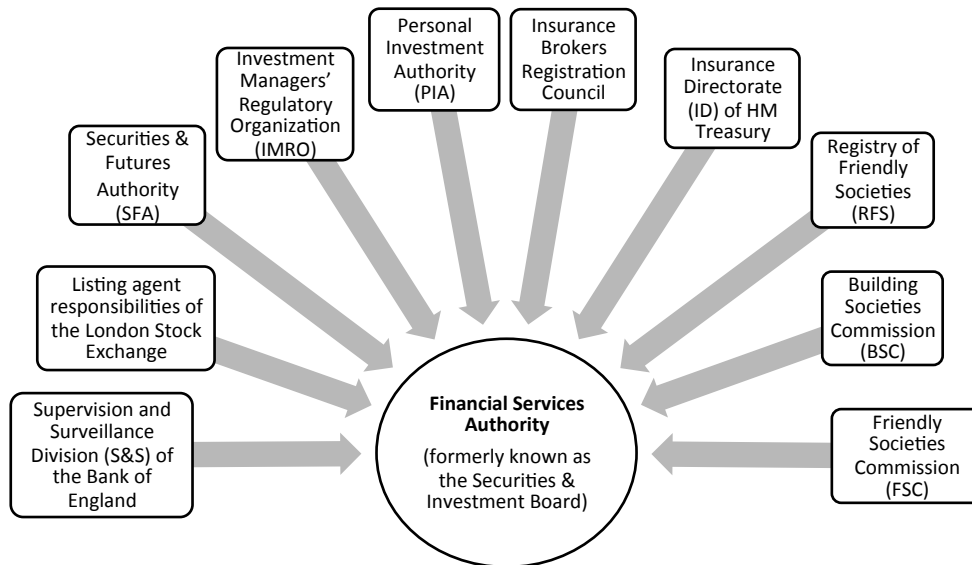 Supervision and
Surveillance
Division (S&S) of
the Bank of
England
Listing agent
responsibilities of
the London Stock
Exchange
Securities &
Futures
Authority
(SFA)
Investment
Managers’
Regulatory
Organization
(IMRO)
Personal
Investment
Authority
(PIA)
Insurance
Brokers
Registration
Council
Insurance
Directorate
(ID) of HM
Treasury
Registry of
Friendly
Societies
(RFS)
Building
Societies
Commission
(BSC)
Friendly
Societies
Commission
(FSC)
Financial Services
Authority
(formerly known as
the Securities &
Investment Board)